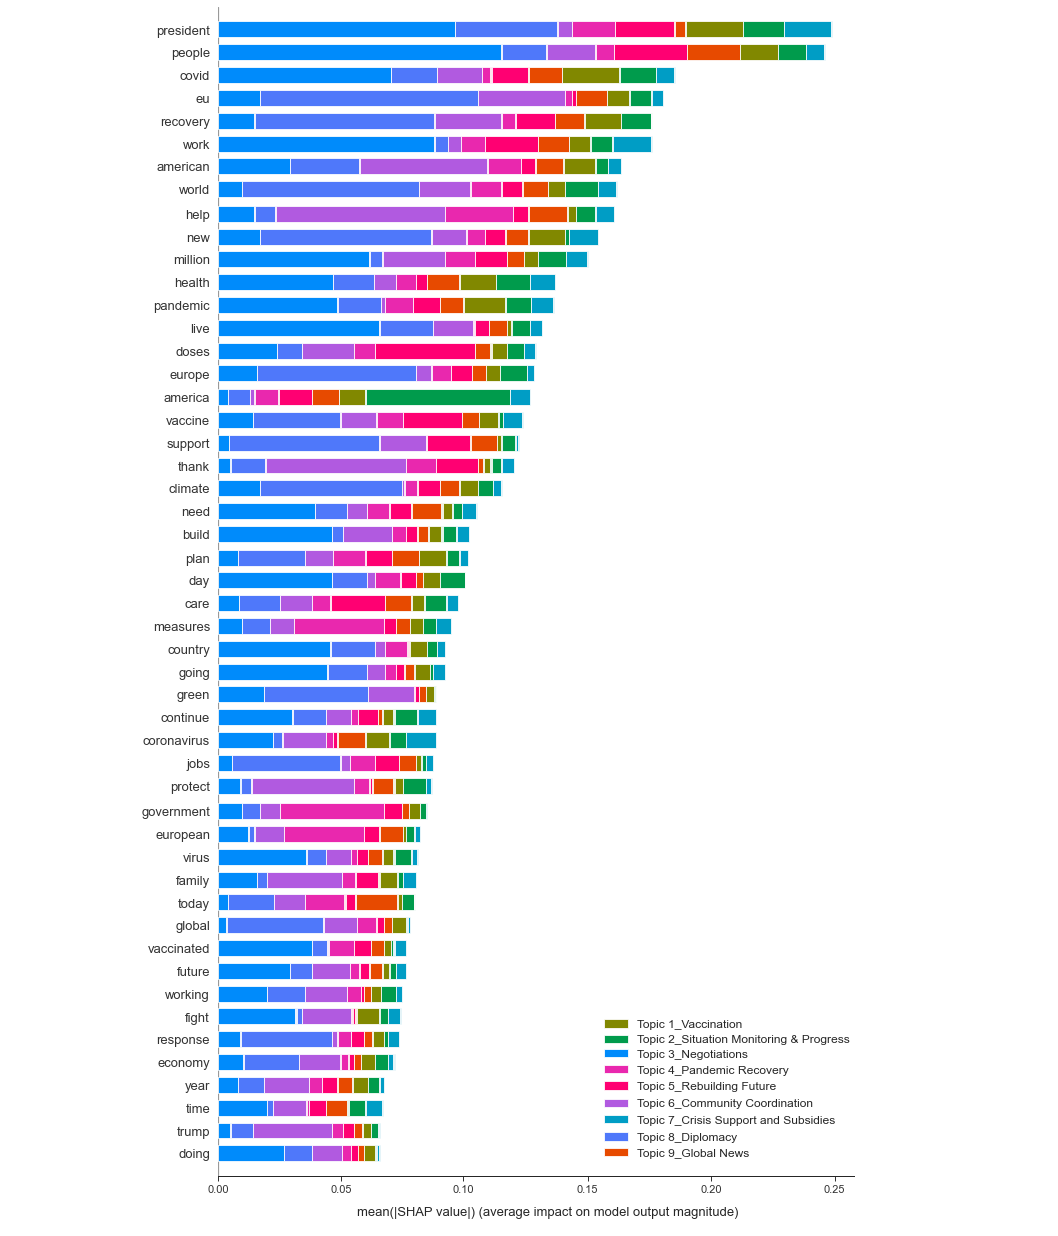 president
people
covid
eu
recovery
work
american
world
help
new
million
health
pandemic
live
doses
europe
america
vaccine
support
thank
climate
need
build
plan
day
care
measures
country
going
green
continue
coronavirus
jobs
protect
government
european
virus
family
today
global
vaccinated
future
working
fight
response
economy
year
time
trump
doing
Topic 1_Vaccination
Topic 2_Situation Monitoring & Progress
Topic 3_Negotiations
Topic 4_Pandemic Recovery
Topic 5_Rebuilding Future
Topic 6_Community Coordination
Topic 7_Crisis Support and Subsidies
Topic 8_Diplomacy
Topic 9_Global News
0.00 0.05 0.10 0.15 0.20 0.25
mean(|SHAP value|) (average impact on model output magnitude)